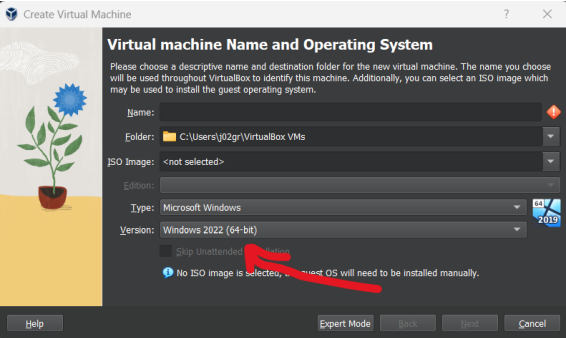 Create Virtual Machine
Virtual machine Name and Operating System
Please choose a descriptive name and destination folder for the new virtual machine. The name you choose
will be used throughout VirtualBox to identify this machine. Additionally, you can select an ISO image which
may be used to install the guest operating system.
Name:
Folder: C:\Users\j02gr\VirtualBox VMs
ISO Image: <not selected>
Edition:
Type: Microsoft Windows
64
2019
Version: Windows 2022 (64-bit)
Skip Unattended
No ISO image is selected, guest OS will need to be installed manually.
Help Expert Mode Back Next Cancel